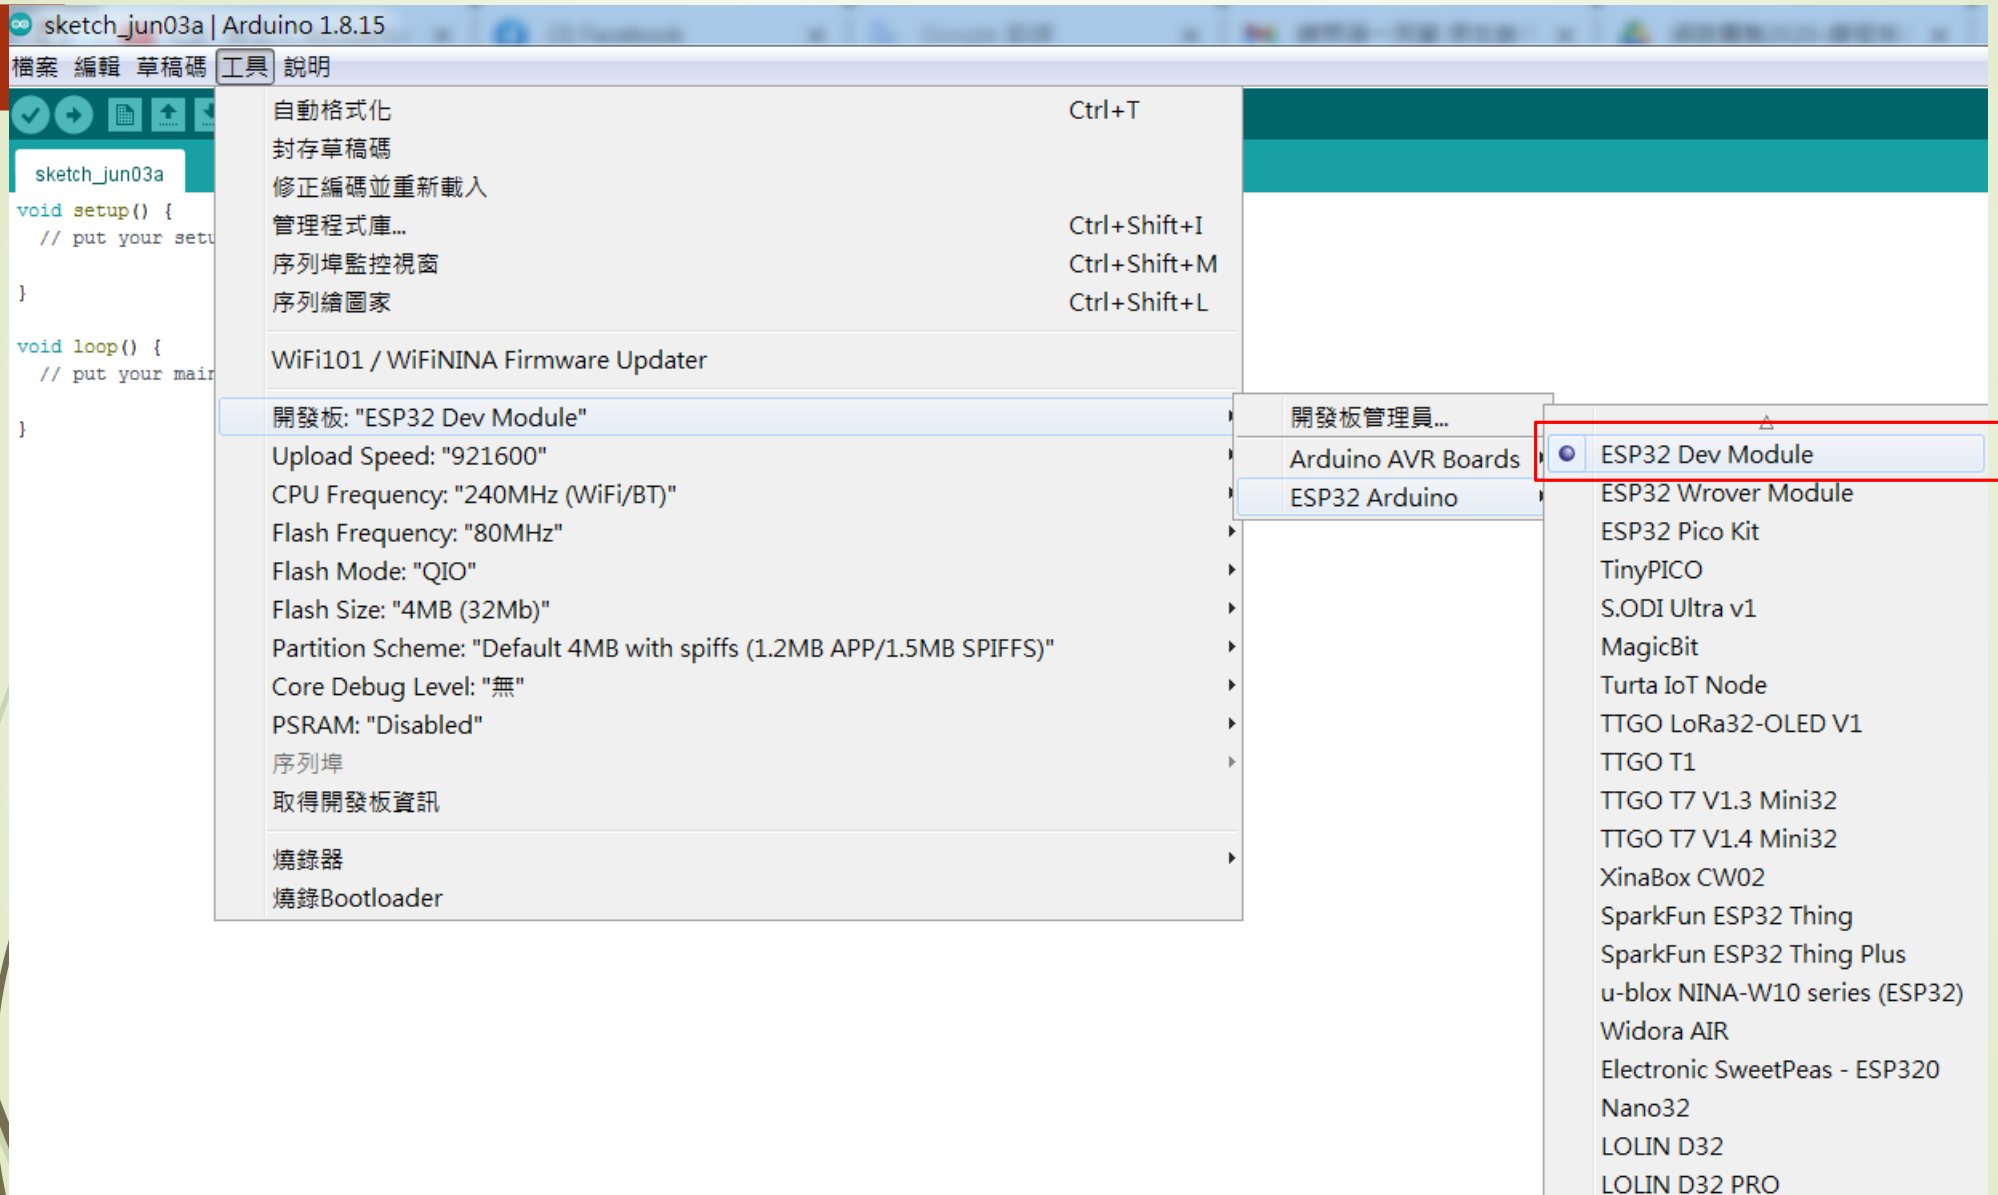 sketch_jun03a | Arduino 1.8.15
檔案 編輯 草稿碼 工具 說明
sketch_jun03a
void setup() {
// put your setu
}
void loop() {
// put your main
}
自動格式化 Ctrl+T
封存草稿碼
修正編碼並重新載入
管理程式庫... Ctrl+Shift+I
序列埠監控視窗 Ctrl+Shift+M
序列繪圖家 Ctrl+Shift+L
WiFi101 / WiFiNINA Firmware Updater
開發板: "ESP32 Dev Module"
Upload Speed: "921600"
CPU Frequency: "240MHz (WiFi/BT)"
Flash Frequency: "80MHz"
Flash Mode: "QIO"
Flash Size: "4MB (32Mb)"
Partition Scheme: "Default 4MB with spiffs (1.2MB APP/1.5MB SPIFFS)"
Core Debug Level: "無"
PSRAM: "Disabled"
序列埠
取得開發板資訊
燒錄器
燒錄Bootloader
開發板管理員...
Arduino AVR Boards
ESP32 Arduino
ESP32 Dev Module
ESP32 Wrover Module
ESP32 Pico Kit
TinyPICO
S.ODI Ultra v1
MagicBit
Turta IoT Node
TTGO LoRa32-OLED V1
TTGO T1
TTGO T7 V1.3 Mini32
TTGO T7 V1.4 Mini32
XinaBox CW02
SparkFun ESP32 Thing
SparkFun ESP32 Thing Plus
u-blox NINA-W10 series (ESP32)
Widora AIR
Electronic SweetPeas - ESP320
Nano32
LOLIN D32
LOLIN D32 PRO